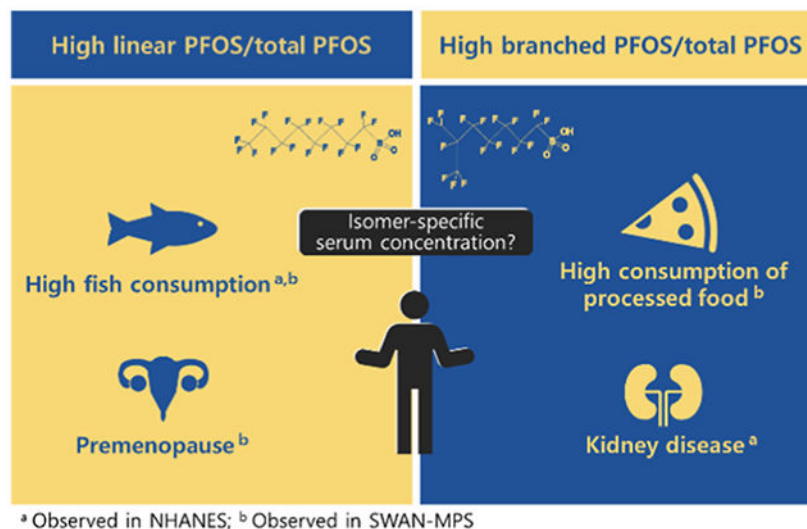 High linear PFOS/total PFOS
High branched PFOS/total PFOS
Isomer-specific
serum concentration?
High fish consumption a,b
High consumption of
processed food b
Premenopause b
Kidney disease a
a Observed in NHANES; b Observed in SWAN-MPS